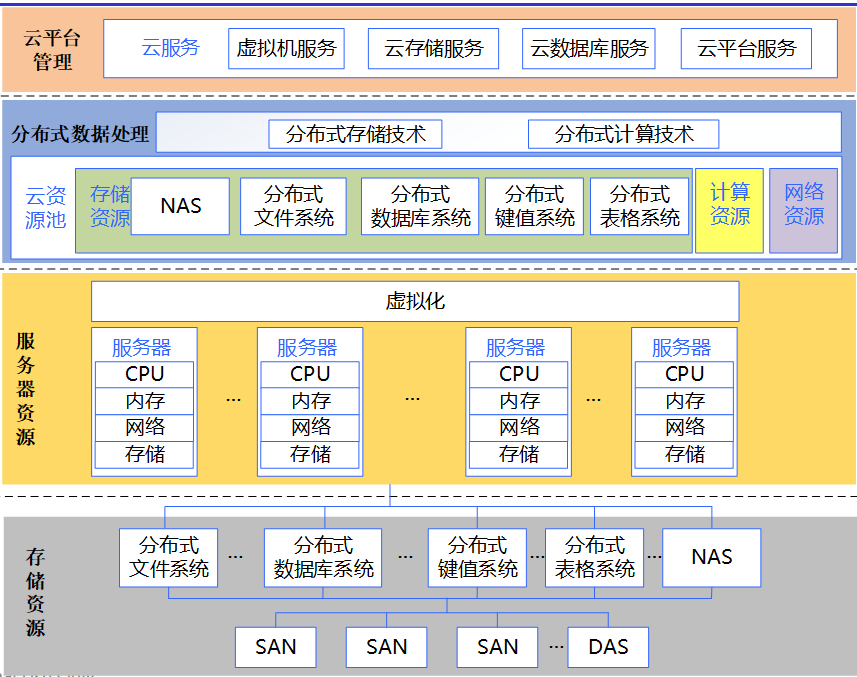 云平台
管理
云服务
虚拟机服务
云存储服务
云数据库服务
云平台服务
分布式数据处理
分布式存储技术
分布式计算技术
云资
源池
存储
资源
NAS
分布式
文件系统
分布式
数据库系统
分布式
键值系统
分布式
表格系统
计算
资源
网络
资源
虚拟化
服务器资源
服务器
CPU
内存
网络
存储
...
服务器
CPU
内存
网络
存储
...
服务器
CPU
内存
网络
存储
...
服务器
CPU
内存
网络
存储
存储资源
分布式
文件系统
...
分布式
数据库系统
...
分布式
键值系统
...
分布式
表格系统
...
NAS
SAN
SAN
SAN
...
DAS